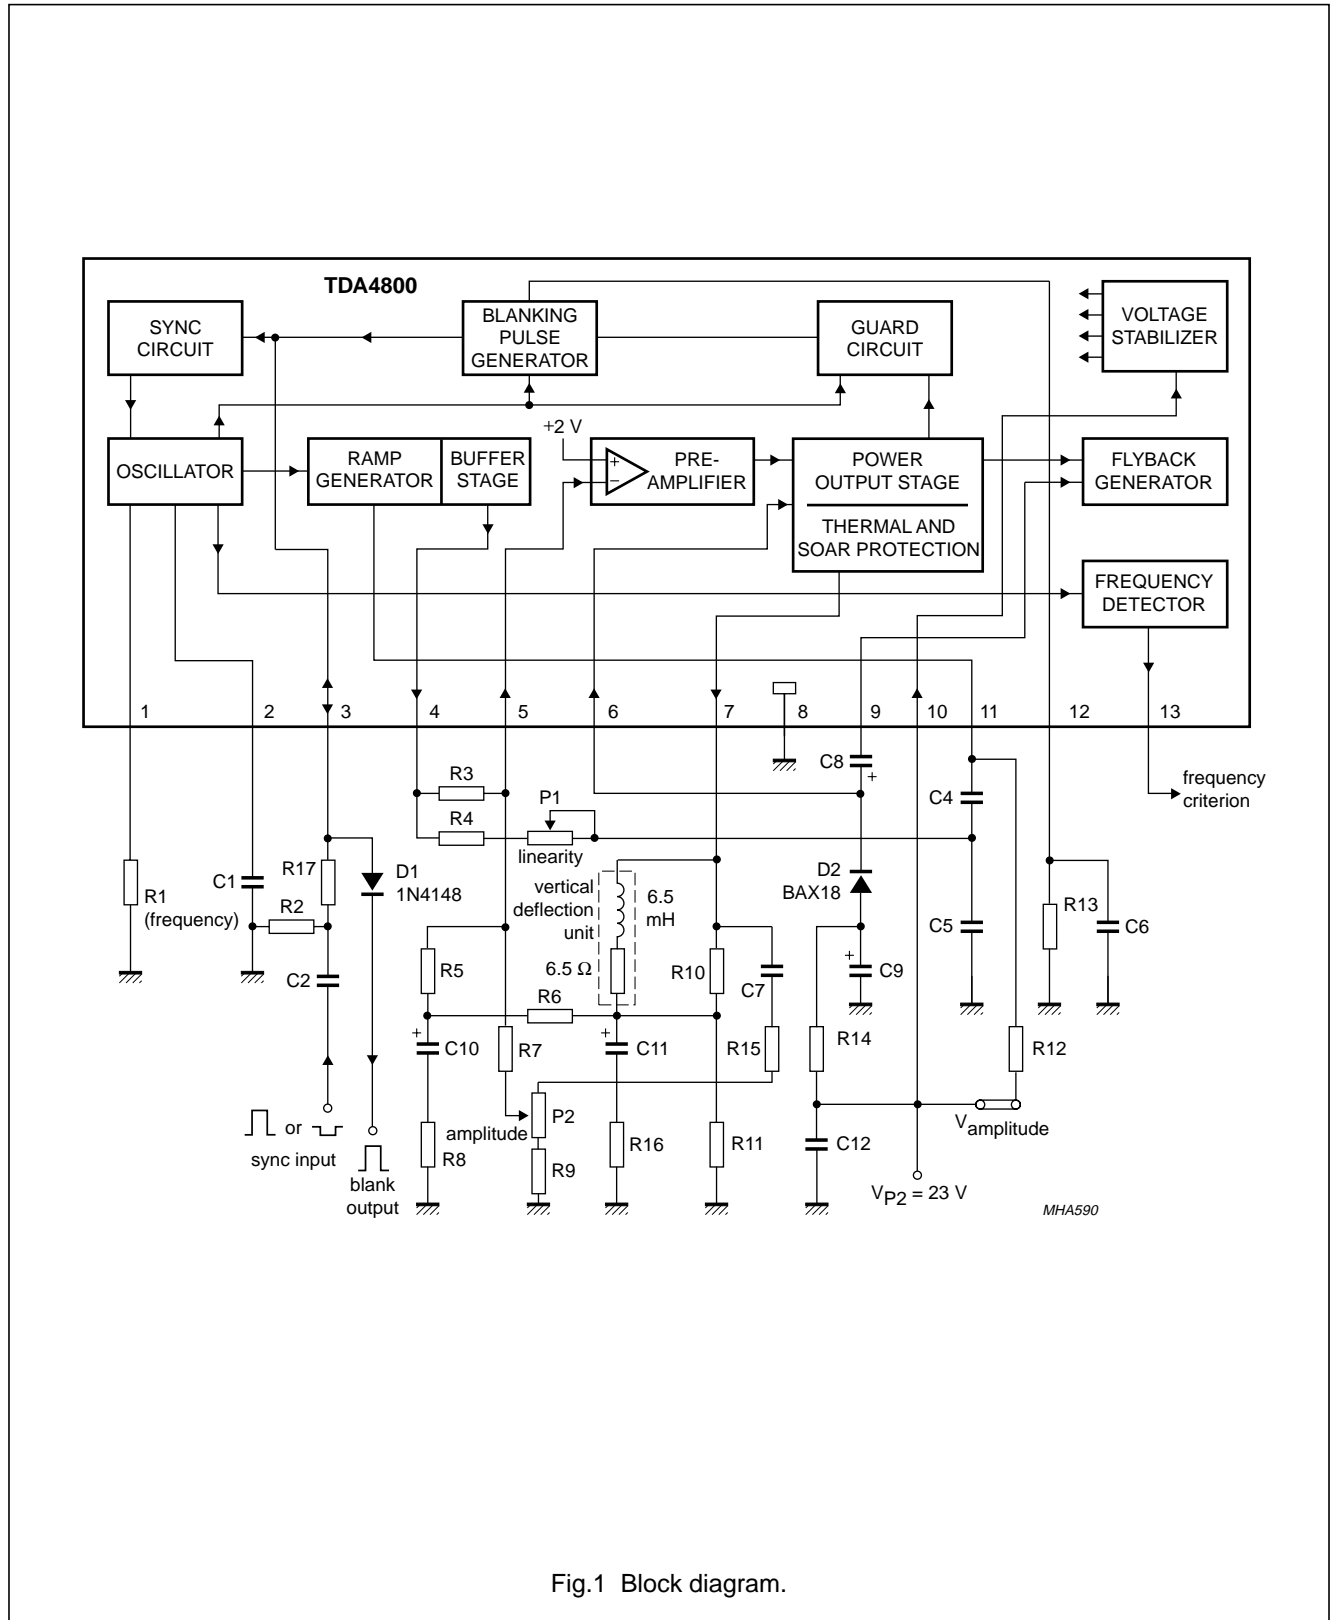 TDA4800
SYNC
CIRCUIT
BLANKING
PULSE
GENERATOR
GUARD
CIRCUIT
VOLTAGE
STABILIZER
+2 V
OSCILLATOR
RAMP
GENERATOR
BUFFER
STAGE
+
−
PRE-
AMPLIFIER
POWER
OUTPUT STAGE
THERMAL AND
SOAR PROTECTION
FLYBACK
GENERATOR
FREQUENCY
DETECTOR
1 2 3 4 5 6 7 8 9 10 11 12 13
C8
+
R3
P1
C4
frequency
criterion
R4
linearity
D1
1N4148
R17
C1
R1
(frequency)
R2
vertical
deflection
unit
6.5
mH
D2
BAX18
R13
C5
C6
C2
R5
6.5 Ω
R10
C7
+
C9
R6
+
C10
R7
+
C11
R15
R14
R12
or
sync input
amplitude
P2
Vamplitude
R8
R9
R16
R11
C12
blank
output
VP2 = 23 V
MHA590
Fig.1 Block diagram.